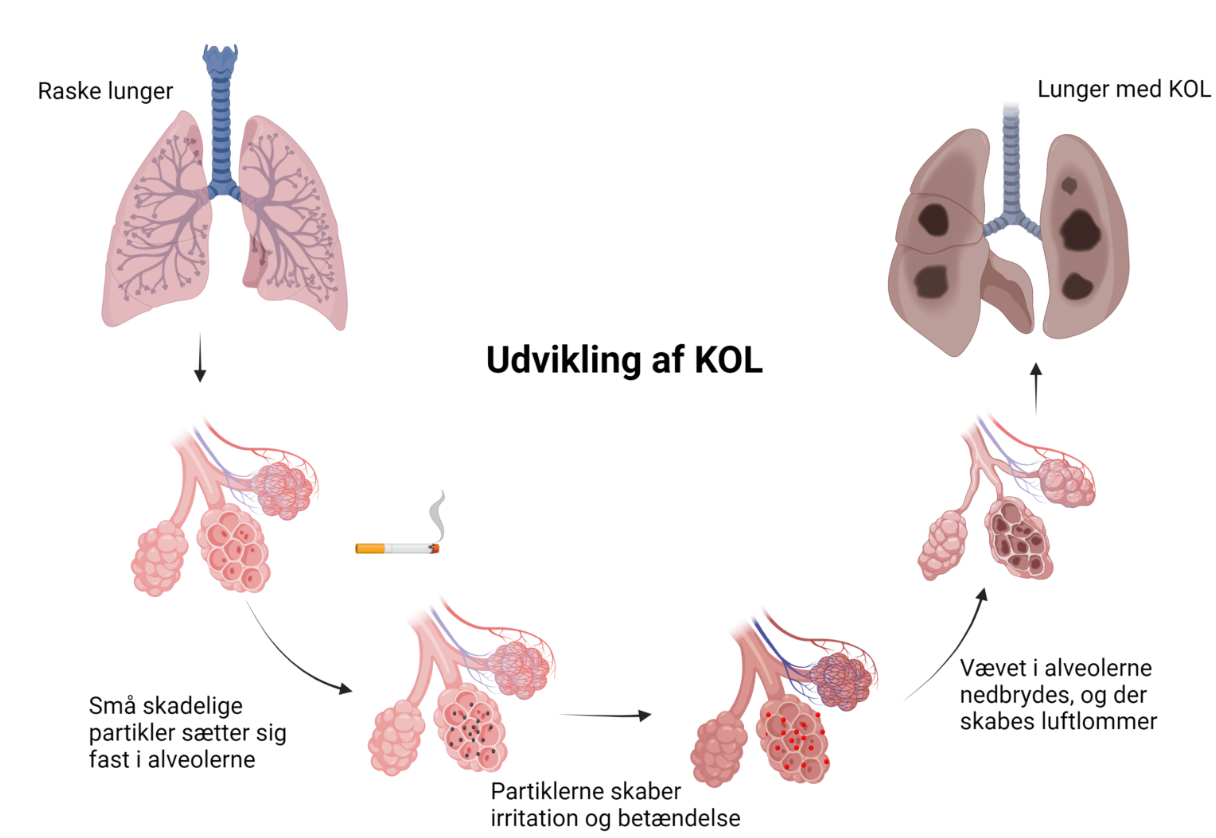 Raske lunger
Lunger med KOL
Udvikling af KOL
Små skadelige
partikler sætter sig
fast i alveolerne
Partiklerne skaber
irritation og betændelse
Vævet i alveolerne
nedbrydes, og der
skabes luftlommer